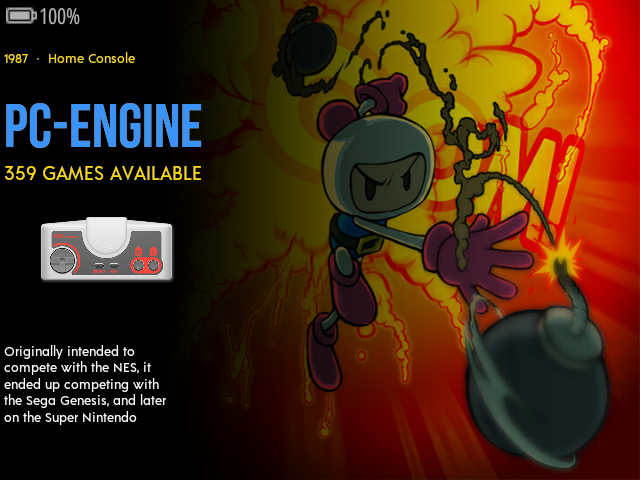 100%
1987 · Home Console
PC-ENGINE
359 GAMES AVAILABLE
Originally intended to
compete with the NES, it
ended up competing with
the Sega Genesis, and later
on the Super Nintendo